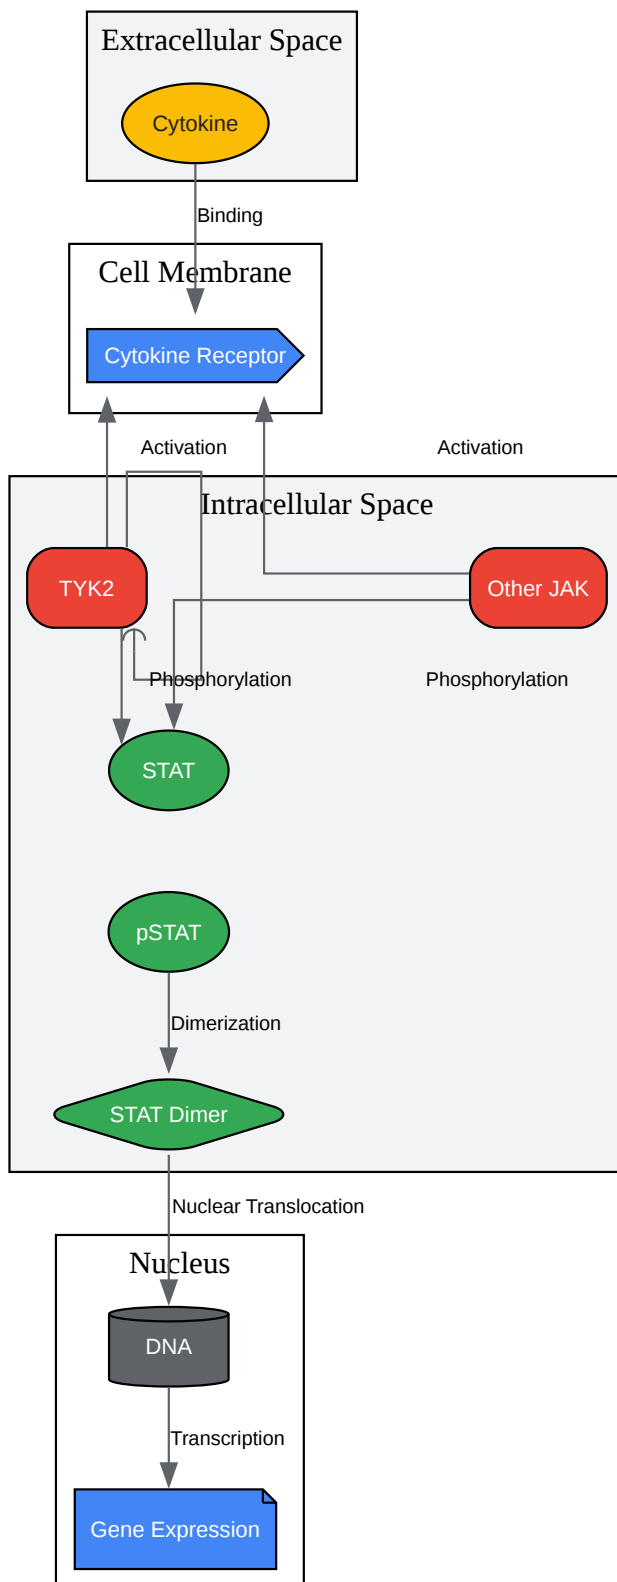 Extracellular Space
Cytokine
Binding
Cell Membrane
Cytokine Receptor
Activation
Activation
Intracellular Space
TYK2
Other JAK
Phosphorylation
Phosphorylation
STAT
pSTAT
Dimerization
STAT Dimer
Nuclear Translocation
Nucleus
DNA
Transcription
Gene Expression